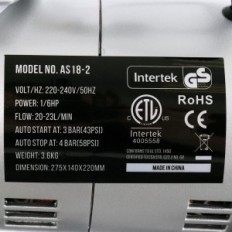 MODEL NO. AS18-2
VOLT/HZ: 220-240V/50HZ
POWER: 1/6HP
FLOW: 20-23L/MIN
AUTO START AT: 3 BAR(43PSI)
AUTO STOP AT: 4 BAR(58PSI)
WEIGHT: 3.6KG
DIMENSION: 275X140X220MM
Intertek
GS
ETL
Intertek
4005558
RoHS
MADE IN CHINA